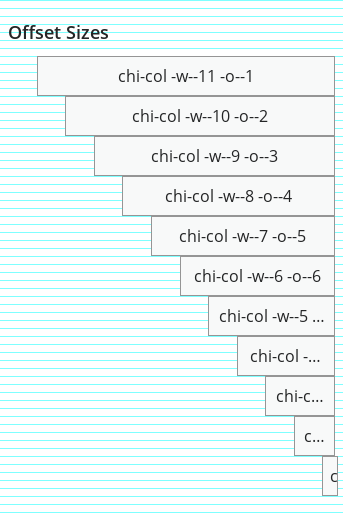 Offset Sizes
chi-col -w--11 -o--1
chi-col -w--10 -o--2
chi-col -w--9 -o--3
chi-col -w--8 -o--4
chi-col -w--7 -o--5
chi-col -w--6 -o--6
chi-col -w--5 ...
chi-col -...
chi-c...
c...
c